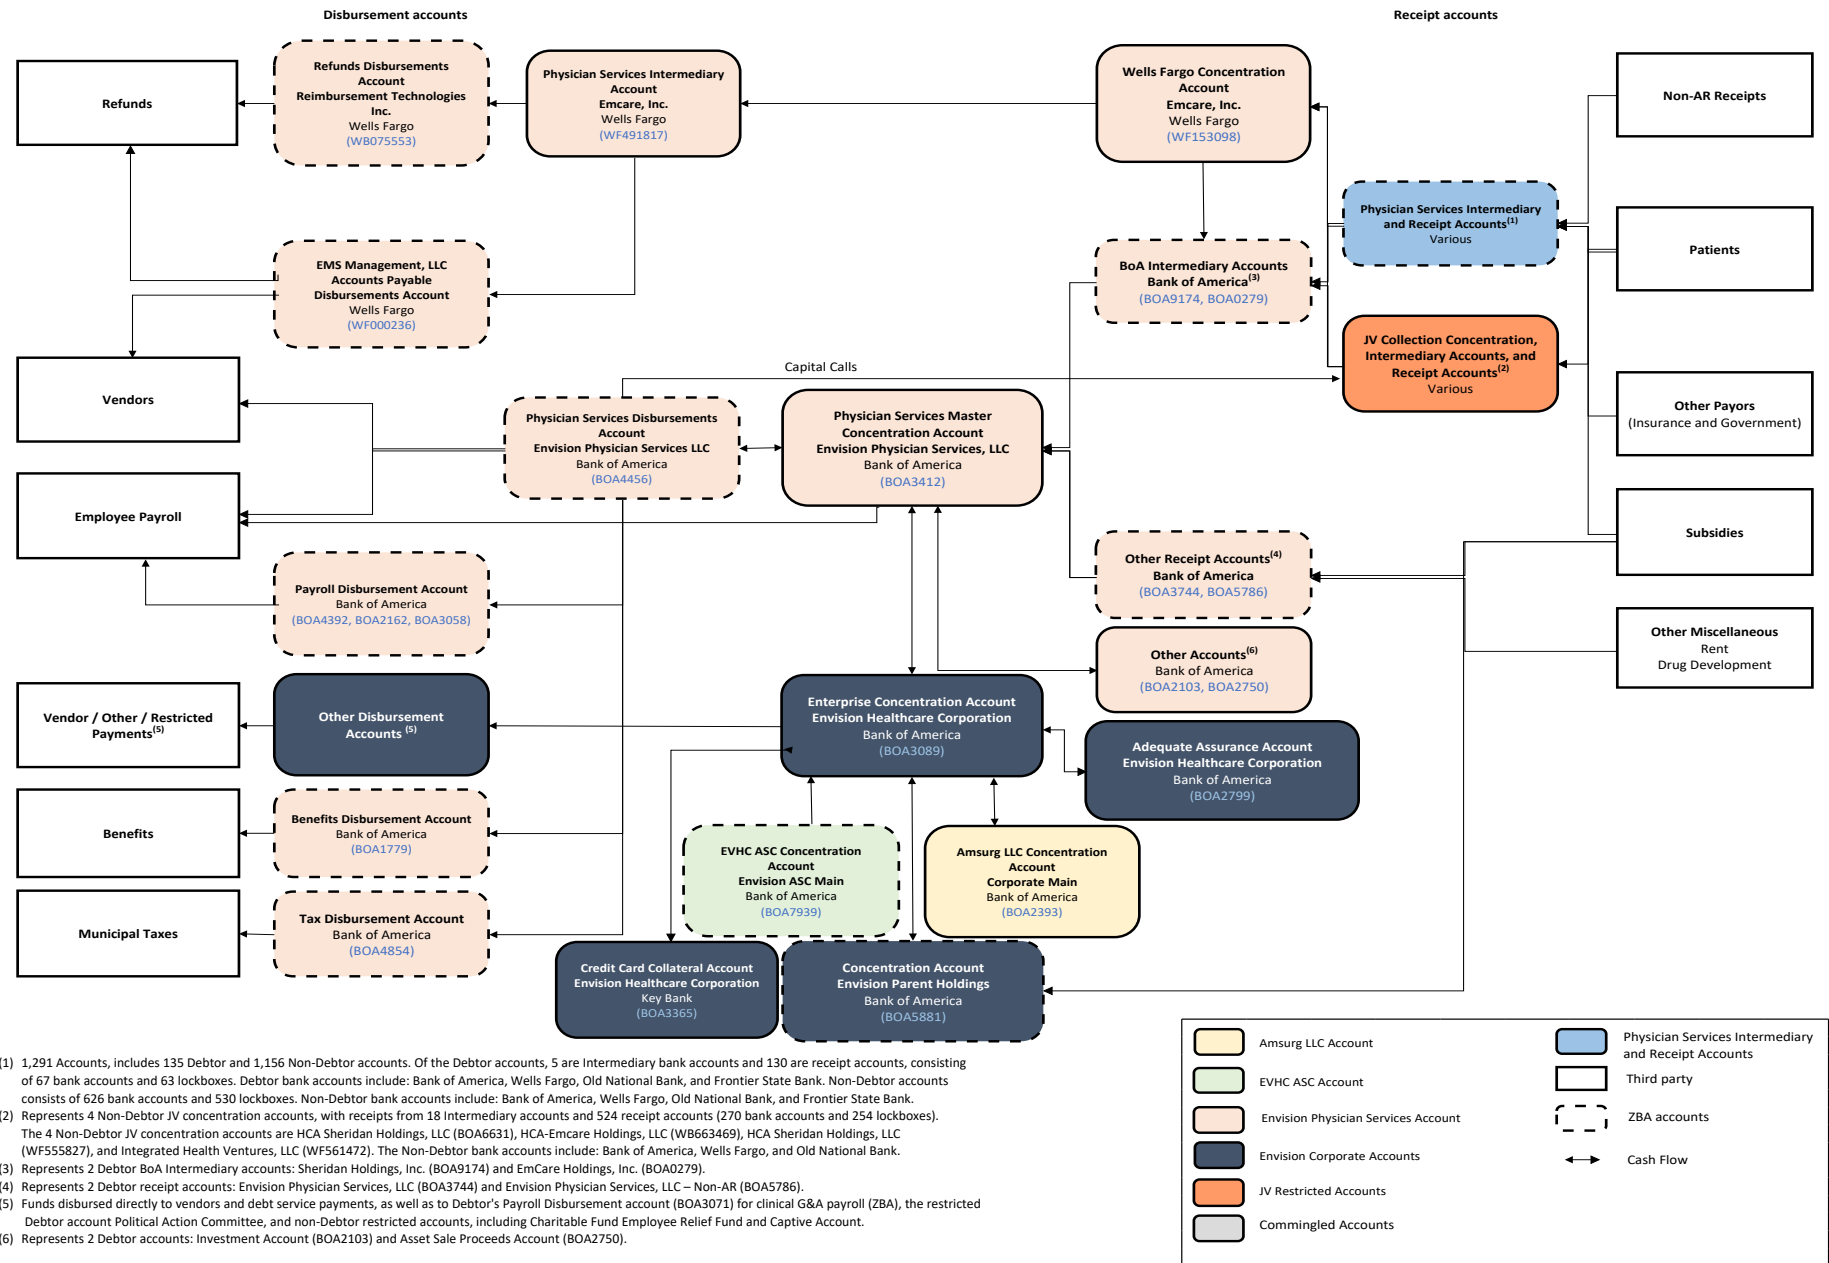 Disbursement accounts
Receipt accounts
Refunds
Refunds Disbursements
Account
Reimbursement Technologies
Inc.
Wells Fargo
(WB075553)
Physician Services Intermediary
Account
Emcare, Inc.
Wells Fargo
(WF491817)
Wells Fargo Concentration
Account
Emcare, Inc.
Wells Fargo
(WF153098)
Non-AR Receipts
Physician Services Intermediary
and Receipt Accounts(1)
Various
Patients
EMS Management, LLC
Accounts Payable
Disbursements Account
Wells Fargo
(WF000236)
BoA Intermediary Accounts
Bank of America(3)
(BOA9174, BOA0279)
JV Collection Concentration,
Intermediary Accounts, and
Receipt Accounts(2)
Various
Vendors
Capital Calls
Other Payors
(Insurance and Government)
Physician Services Disbursements
Account
Envision Physician Services LLC
Bank of America
(BOA4456)
Physician Services Master
Concentration Account
Envision Physician Services, LLC
Bank of America
(BOA3412)
Employee Payroll
Subsidies
Payroll Disbursement Account
Bank of America
(BOA4392, BOA2162, BOA3058)
Other Receipt Accounts(4)
Bank of America
(BOA3744, BOA5786)
Other Accounts(6)
Bank of America
(BOA2103, BOA2750)
Other Miscellaneous
Rent
Drug Development
Vendor / Other / Restricted
Payments(5)
Other Disbursement
Accounts (5)
Enterprise Concentration Account
Envision Healthcare Corporation
Bank of America
(BOA3089)
Adequate Assurance Account
Envision Healthcare Corporation
Bank of America
(BOA2799)
Benefits
Benefits Disbursement Account
Bank of America
(BOA1779)
EVHC ASC Concentration
Account
Envision ASC Main
Bank of America
(BOA7939)
Amsurg LLC Concentration
Account
Corporate Main
Bank of America
(BOA2393)
Municipal Taxes
Tax Disbursement Account
Bank of America
(BOA4854)
Credit Card Collateral Account
Envision Healthcare Corporation
Key Bank
(BOA3365)
Concentration Account
Envision Parent Holdings
Bank of America
(BOA5881)
(1) 1,291 Accounts, includes 135 Debtor and 1,156 Non-Debtor accounts. Of the Debtor accounts, 5 are Intermediary bank accounts and 130 are receipt accounts, consisting
of 67 bank accounts and 63 lockboxes. Debtor bank accounts include: Bank of America, Wells Fargo, Old National Bank, and Frontier State Bank. Non-Debtor accounts
consists of 626 bank accounts and 530 lockboxes. Non-Debtor bank accounts include: Bank of America, Wells Fargo, Old National Bank, and Frontier State Bank.
(2) Represents 4 Non-Debtor JV concentration accounts, with receipts from 18 Intermediary accounts and 524 receipt accounts (270 bank accounts and 254 lockboxes).
The 4 Non-Debtor JV concentration accounts are HCA Sheridan Holdings, LLC (BOA6631), HCA-Emcare Holdings, LLC (WB663469), HCA Sheridan Holdings, LLC
(WF555827), and Integrated Health Ventures, LLC (WF561472). The Non-Debtor bank accounts include: Bank of America, Wells Fargo, and Old National Bank.
(3) Represents 2 Debtor BoA Intermediary accounts: Sheridan Holdings, Inc. (BOA9174) and EmCare Holdings, Inc. (BOA0279).
(4) Represents 2 Debtor receipt accounts: Envision Physician Services, LLC (BOA3744) and Envision Physician Services, LLC – Non-AR (BOA5786).
(5) Funds disbursed directly to vendors and debt service payments, as well as to Debtor's Payroll Disbursement account (BOA3071) for clinical G&A payroll (ZBA), the restricted
Debtor account Political Action Committee, and non-Debtor restricted accounts, including Charitable Fund Employee Relief Fund and Captive Account.
(6) Represents 2 Debtor accounts: Investment Account (BOA2103) and Asset Sale Proceeds Account (BOA2750).
Amsurg LLC Account
EVHC ASC Account
Envision Physician Services Account
Envision Corporate Accounts
JV Restricted Accounts
Commingled Accounts
Physician Services Intermediary
and Receipt Accounts
Third party
ZBA accounts
Cash Flow